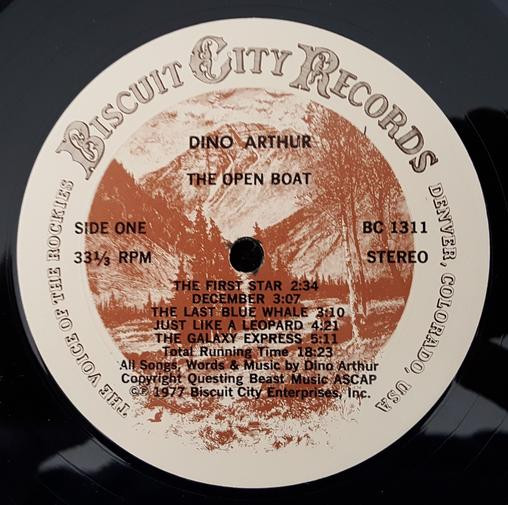 BISCUIT CITY RECORDS
DENVER, COLORADO, USA
THE VOICE OF THE ROCKIES
DINO ARTHUR
THE OPEN BOAT
SIDE ONE
BC 1311
33⅓ RPM
STEREO
THE FIRST STAR 2:34
DECEMBER 3:07
THE LAST BLUE WHALE 3:10
JUST LIKE A LEOPARD 4:21
THE GALAXY EXPRESS 5:11
Total Running Time 18:23
All Songs, Words & Music by Dino Arthur
Copyright Questing Beast Music ASCAP
©℗ 1977 Biscuit City Enterprises, Inc.